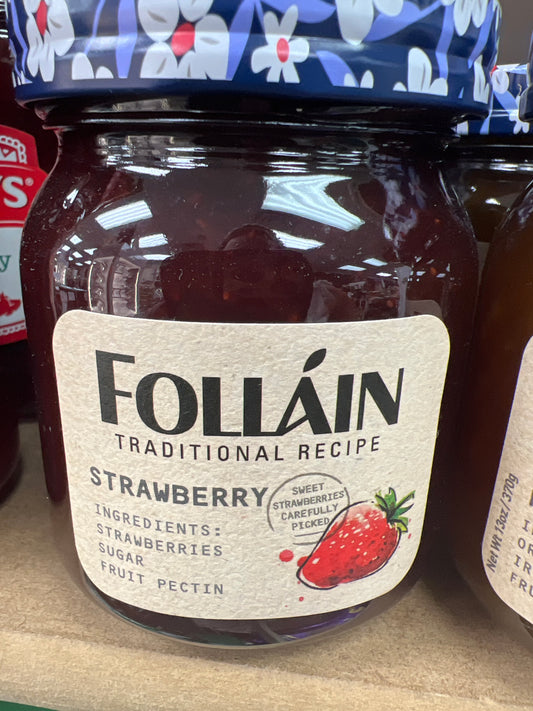 FOLLÁIN
TRADITIONAL RECIPE
STRAWBERRY
SWEET
STRAWBERRIES
CAREFULLY
PICKED
INGREDIENTS:
STRAWBERRIES
SUGAR
FRUIT PECTIN
Net Wt 13oz / 370g